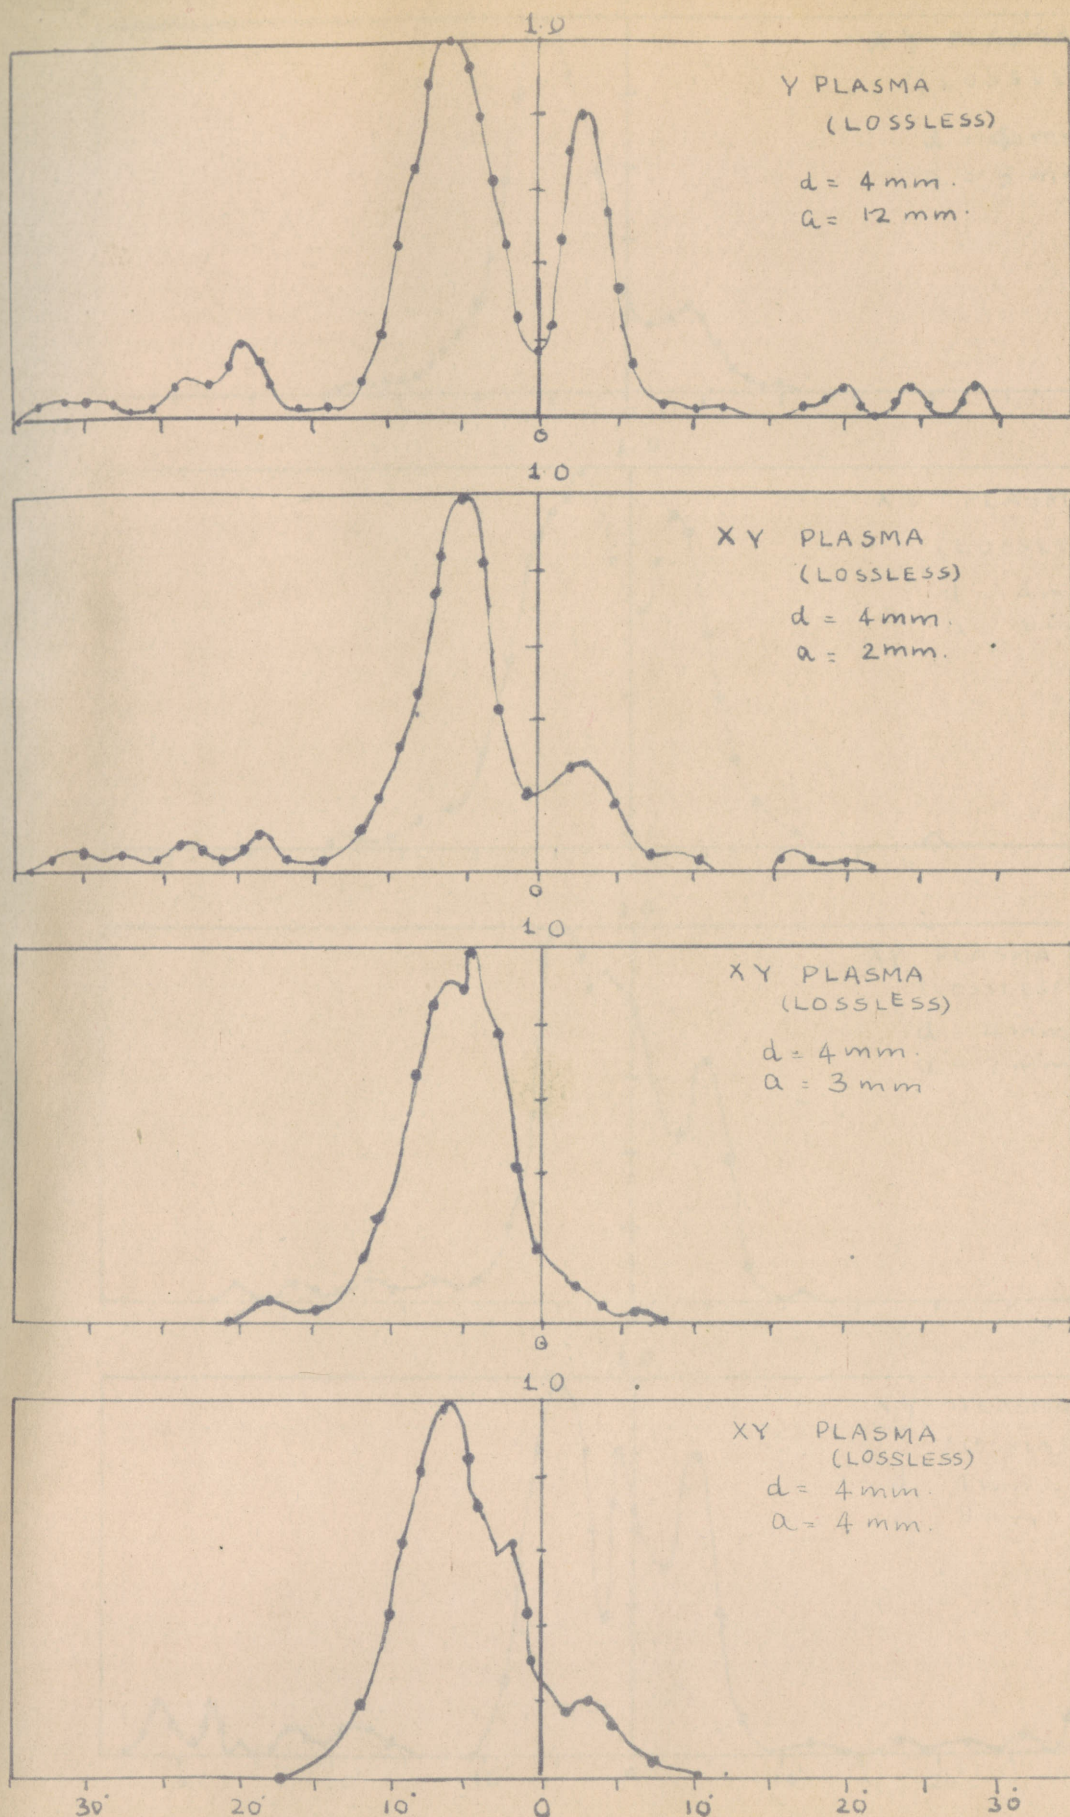 1.0
Y PLASMA
(LOSSLESS)
d = 4 mm.
a = 12 mm.
0
1 0
X Y PLASMA
(LOSSLESS)
d = 4 mm.
a = 2 mm.
0
1 0
X Y PLASMA
(LOSSLESS)
d = 4 mm.
a = 3 mm
0
1 0
XY PLASMA
(LOSSLESS)
d = 4 mm.
a = 4 mm.
30° 20° 10° 0 10° 20° 30°